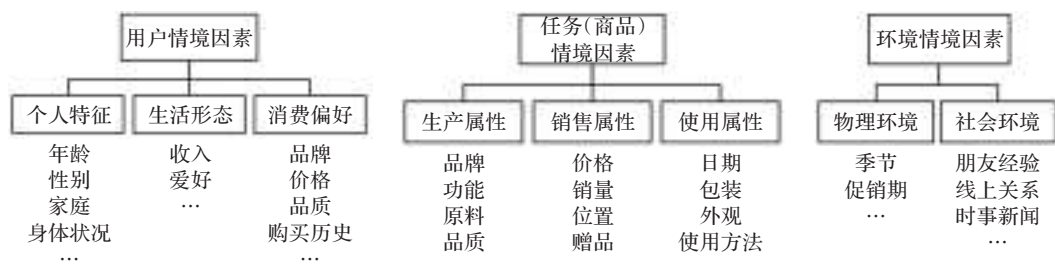 用户情境因素
个人特征
年龄
性别
家庭
身体状况
…
生活形态
收入
爱好
…
消费偏好
品牌
价格
品质
购买历史
…
任务(商品)
情境因素
生产属性
品牌
功能
原料
品质
销售属性
价格
销量
位置
赠品
使用属性
日期
包装
外观
使用方法
环境情境因素
物理环境
季节
促销期
…
社会环境
朋友经验
线上关系
时事新闻
…